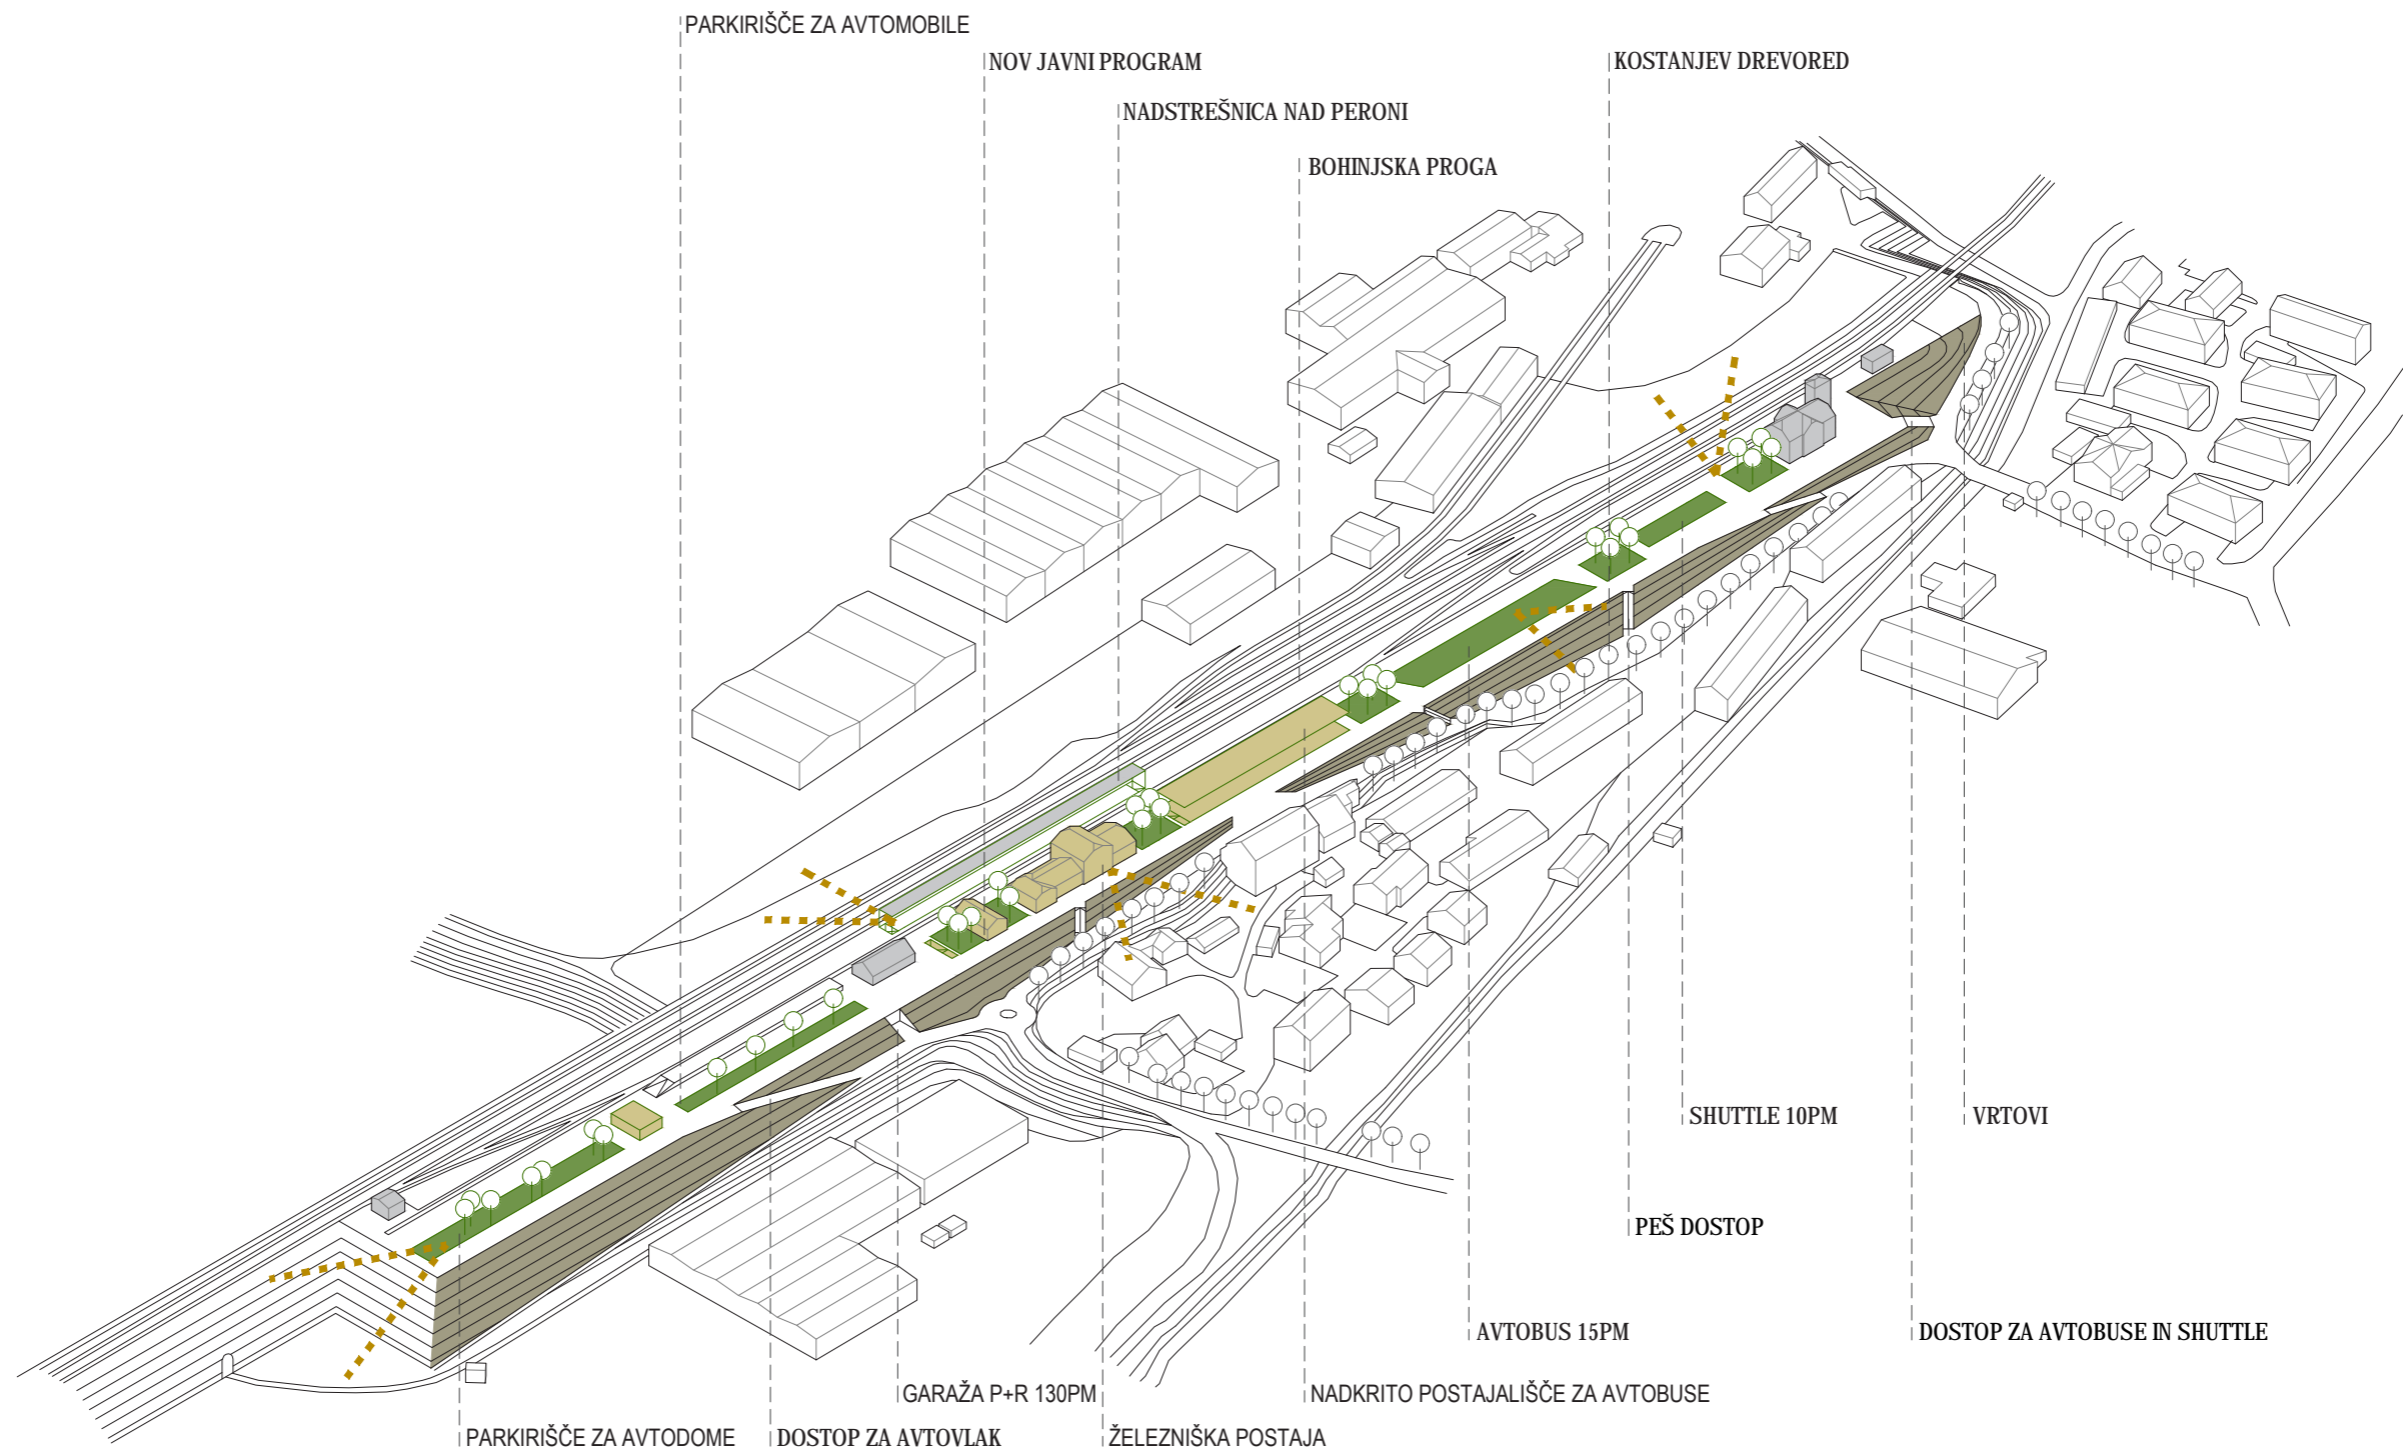 PARKIRIŠČE ZA AVTOMOBILE
NOV JAVNI PROGRAM
KOSTANJEV DREVORED
NADSTREŠNICA NAD PERONI
BOHINJSKA PROGA
SHUTTLE 10PM
VRTOVI
PEŠ DOSTOP
AVTOBUS 15PM
DOSTOP ZA AVTOBUSE IN SHUTTLE
GARAŽA P+R 130PM
NADKRITO POSTAJALIŠČE ZA AVTOBUSE
PARKIRIŠČE ZA AVTODOME
DOSTOP ZA AVTOVLAK
ŽELEZNIŠKA POSTAJA